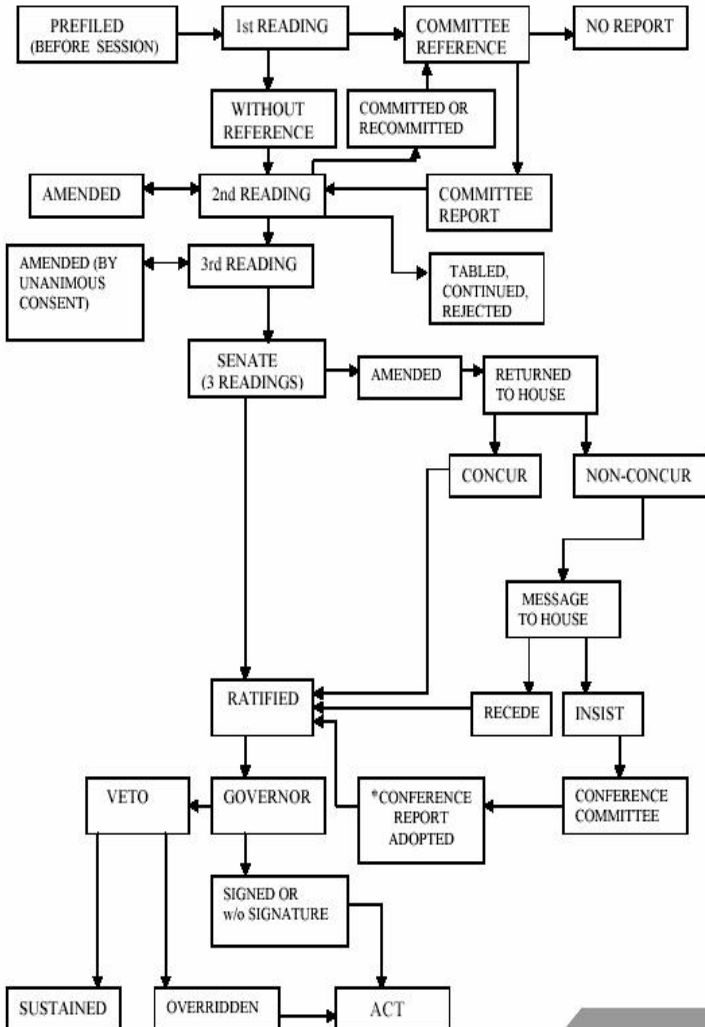 PREFILED
(BEFORE SESSION)
1st READING
COMMITTEE
REFERENCE
NO REPORT
WITHOUT
REFERENCE
COMMITTED OR
RECOMMITTED
AMENDED
2nd READING
COMMITTEE
REPORT
AMENDED (BY
UNANIMOUS
CONSENT)
3rd READING
TABLED,
CONTINUED,
REJECTED
SENATE
(3 READINGS)
AMENDED
RETURNED
TO HOUSE
CONCUR
NON-CONCUR
MESSAGE
TO HOUSE
RATIFIED
RECEDE
INSIST
VETO
GOVERNOR
*CONFERENCE
REPORT
ADOPTED
CONFERENCE
COMMITTEE
SIGNED OR
w/o SIGNATURE
SUSTAINED
OVERRIDDEN
ACT